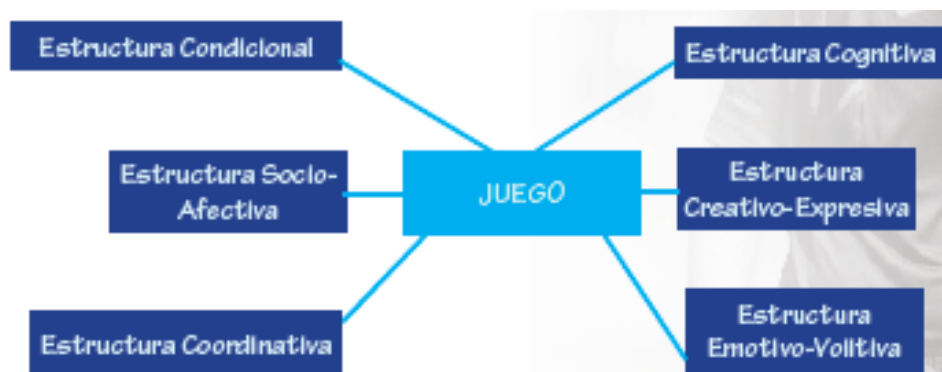 Estructura Condicional
Estructura Cognitiva
Estructura Socio-
Afectiva
JUEGO
Estructura
Creativo-Expresiva
Estructura Coordinativa
Estructura
Emotivo-Volitiva